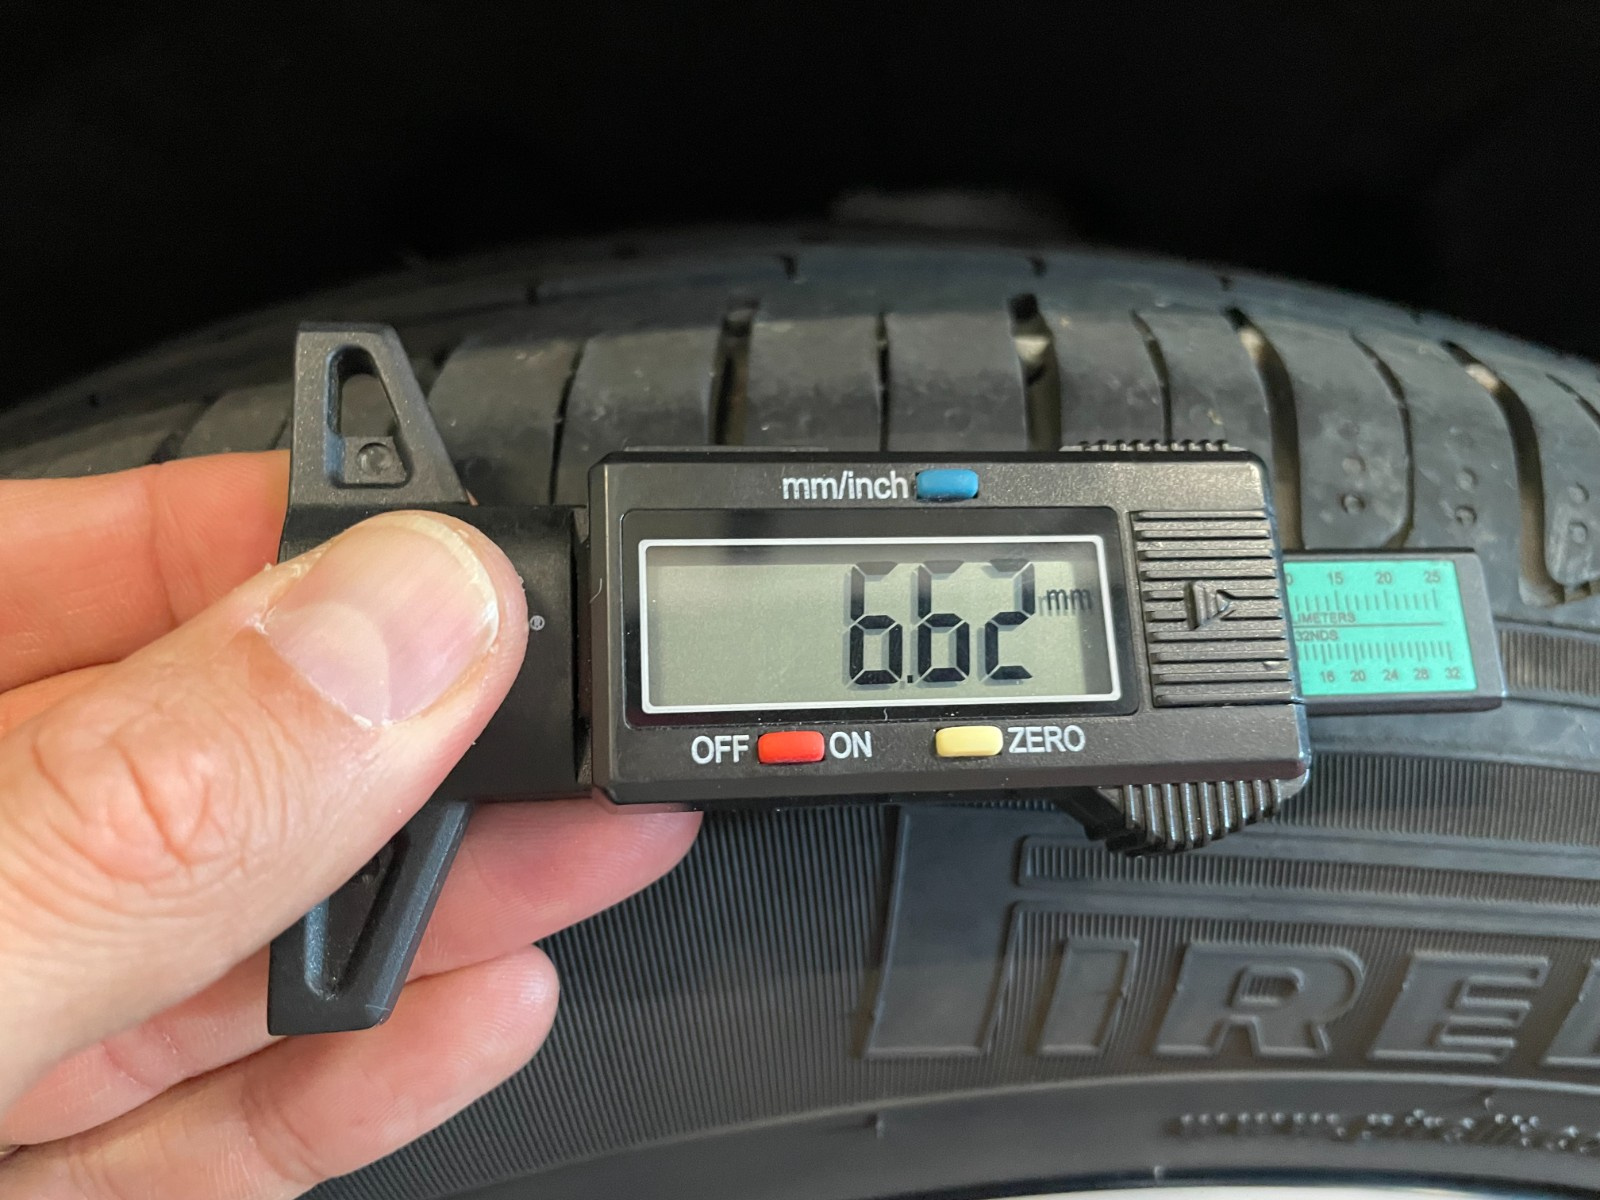 mm/inch
6.62 mm
®
OFF ON ZERO
15 20 25
LIMETERS
32NDS
16 20 24 28 32
IREL